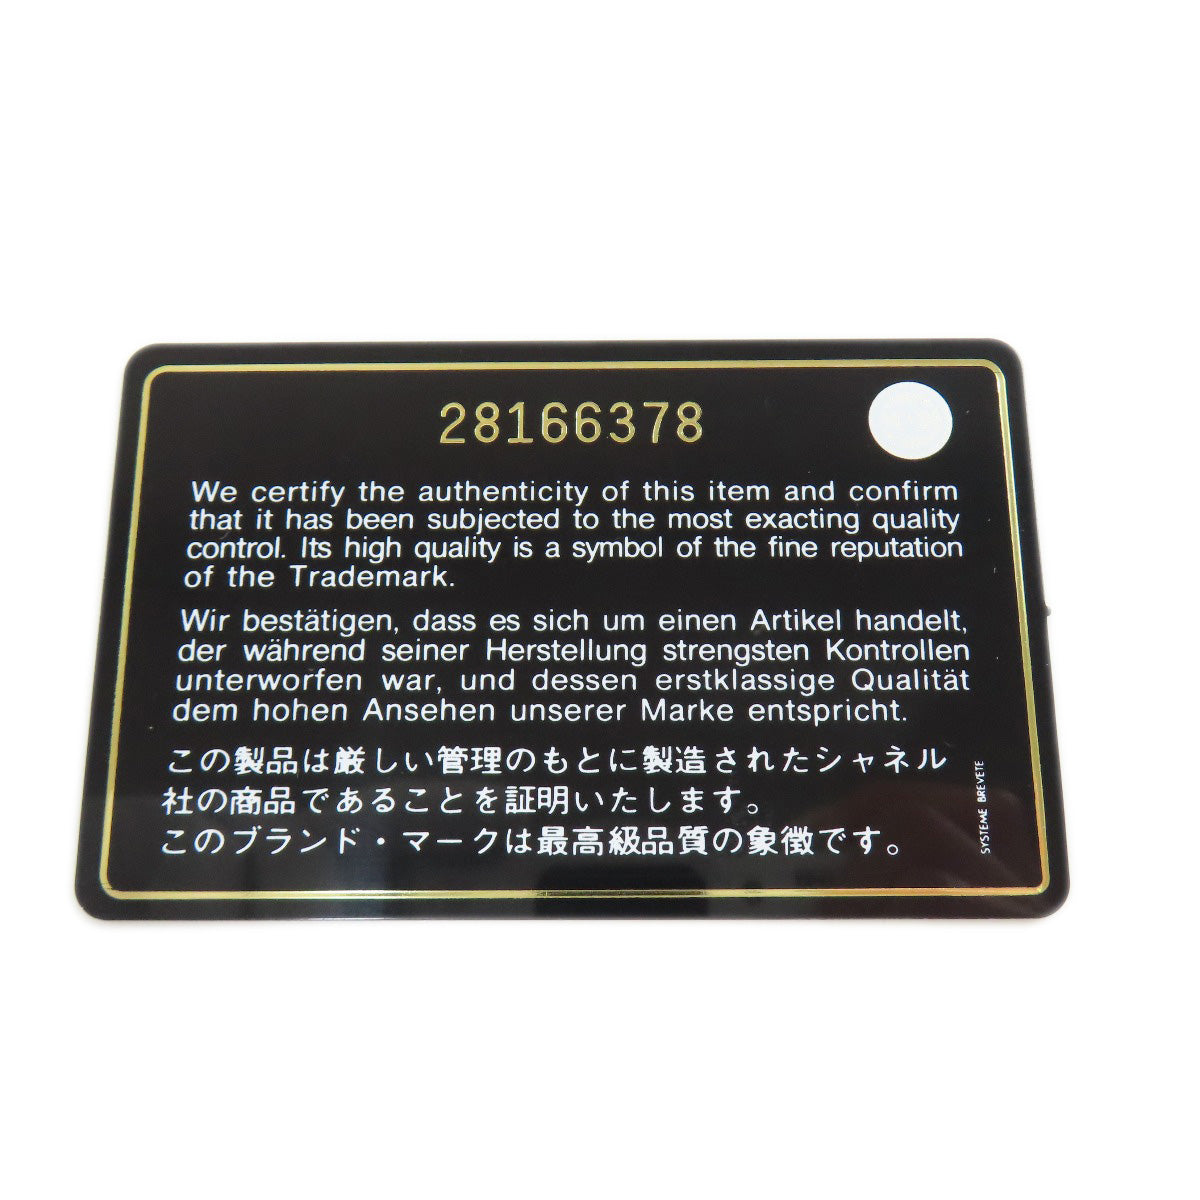 28166378
We certify the authenticity of this item and confirm
that it has been subjected to the most exacting quality
control. Its high quality is a symbol of the fine reputation
of the Trademark.
Wir bestätigen, dass es sich um einen Artikel handelt,
der während seiner Herstellung strengsten Kontrollen
unterworfen war, und dessen erstklassige Qualität
dem hohen Ansehen unserer Marke entspricht.
この製品は厳しい管理のもとに製造されたシャネル
社の商品であることを証明いたします。
このブランド・マークは最高級品質の象徴です。
SYSTEME BREVETE